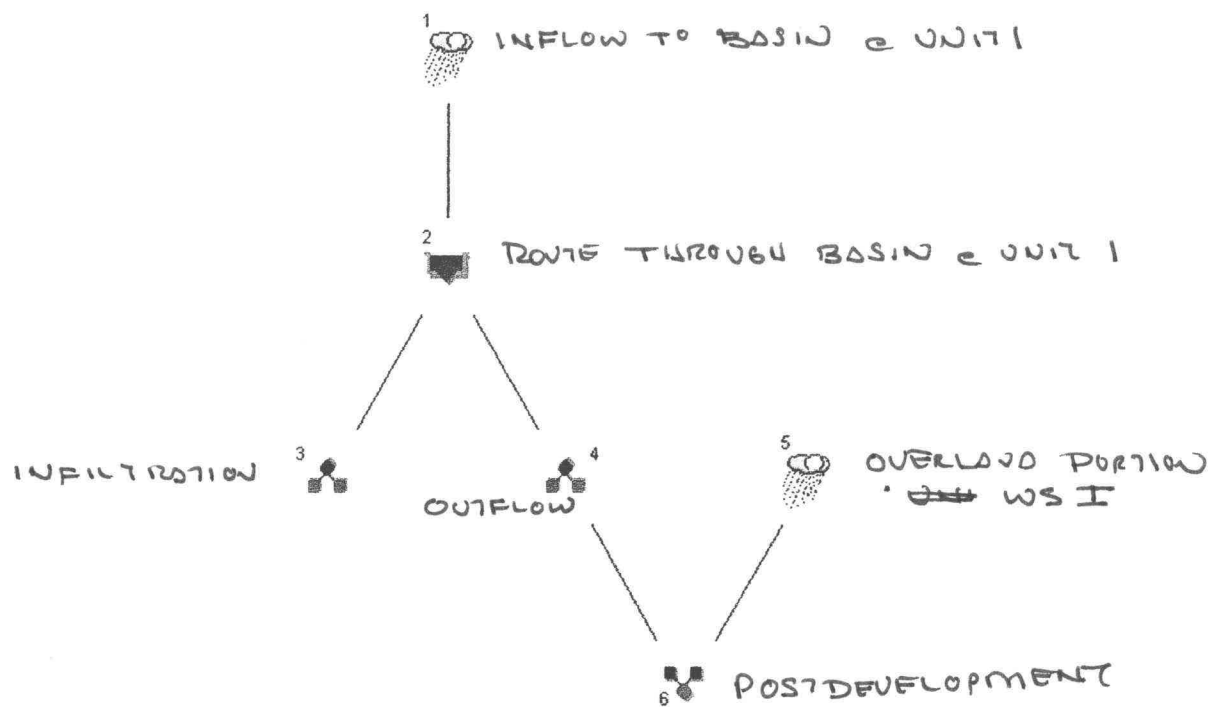 1
INFLOW TO BASIN @ UNIT 1
2
ROUTE THROUGH BASIN @ UNIT 1
3
INFILTRATION
4
OUTFLOW
5
OVERLAND PORTION
WS I
6
POSTDEVELOPMENT